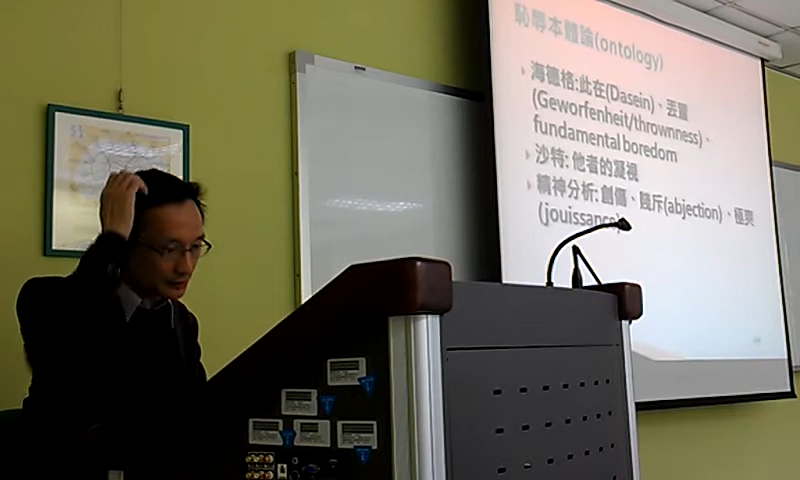 恥辱本體論(ontology)
海德格:此在(Dasein)、丟置
(Geworfenheit/thrownness)、
fundamental boredom
沙特: 他者的凝視
精神分析: 創傷、賤斥(abjection)、極爽
(jouissance)